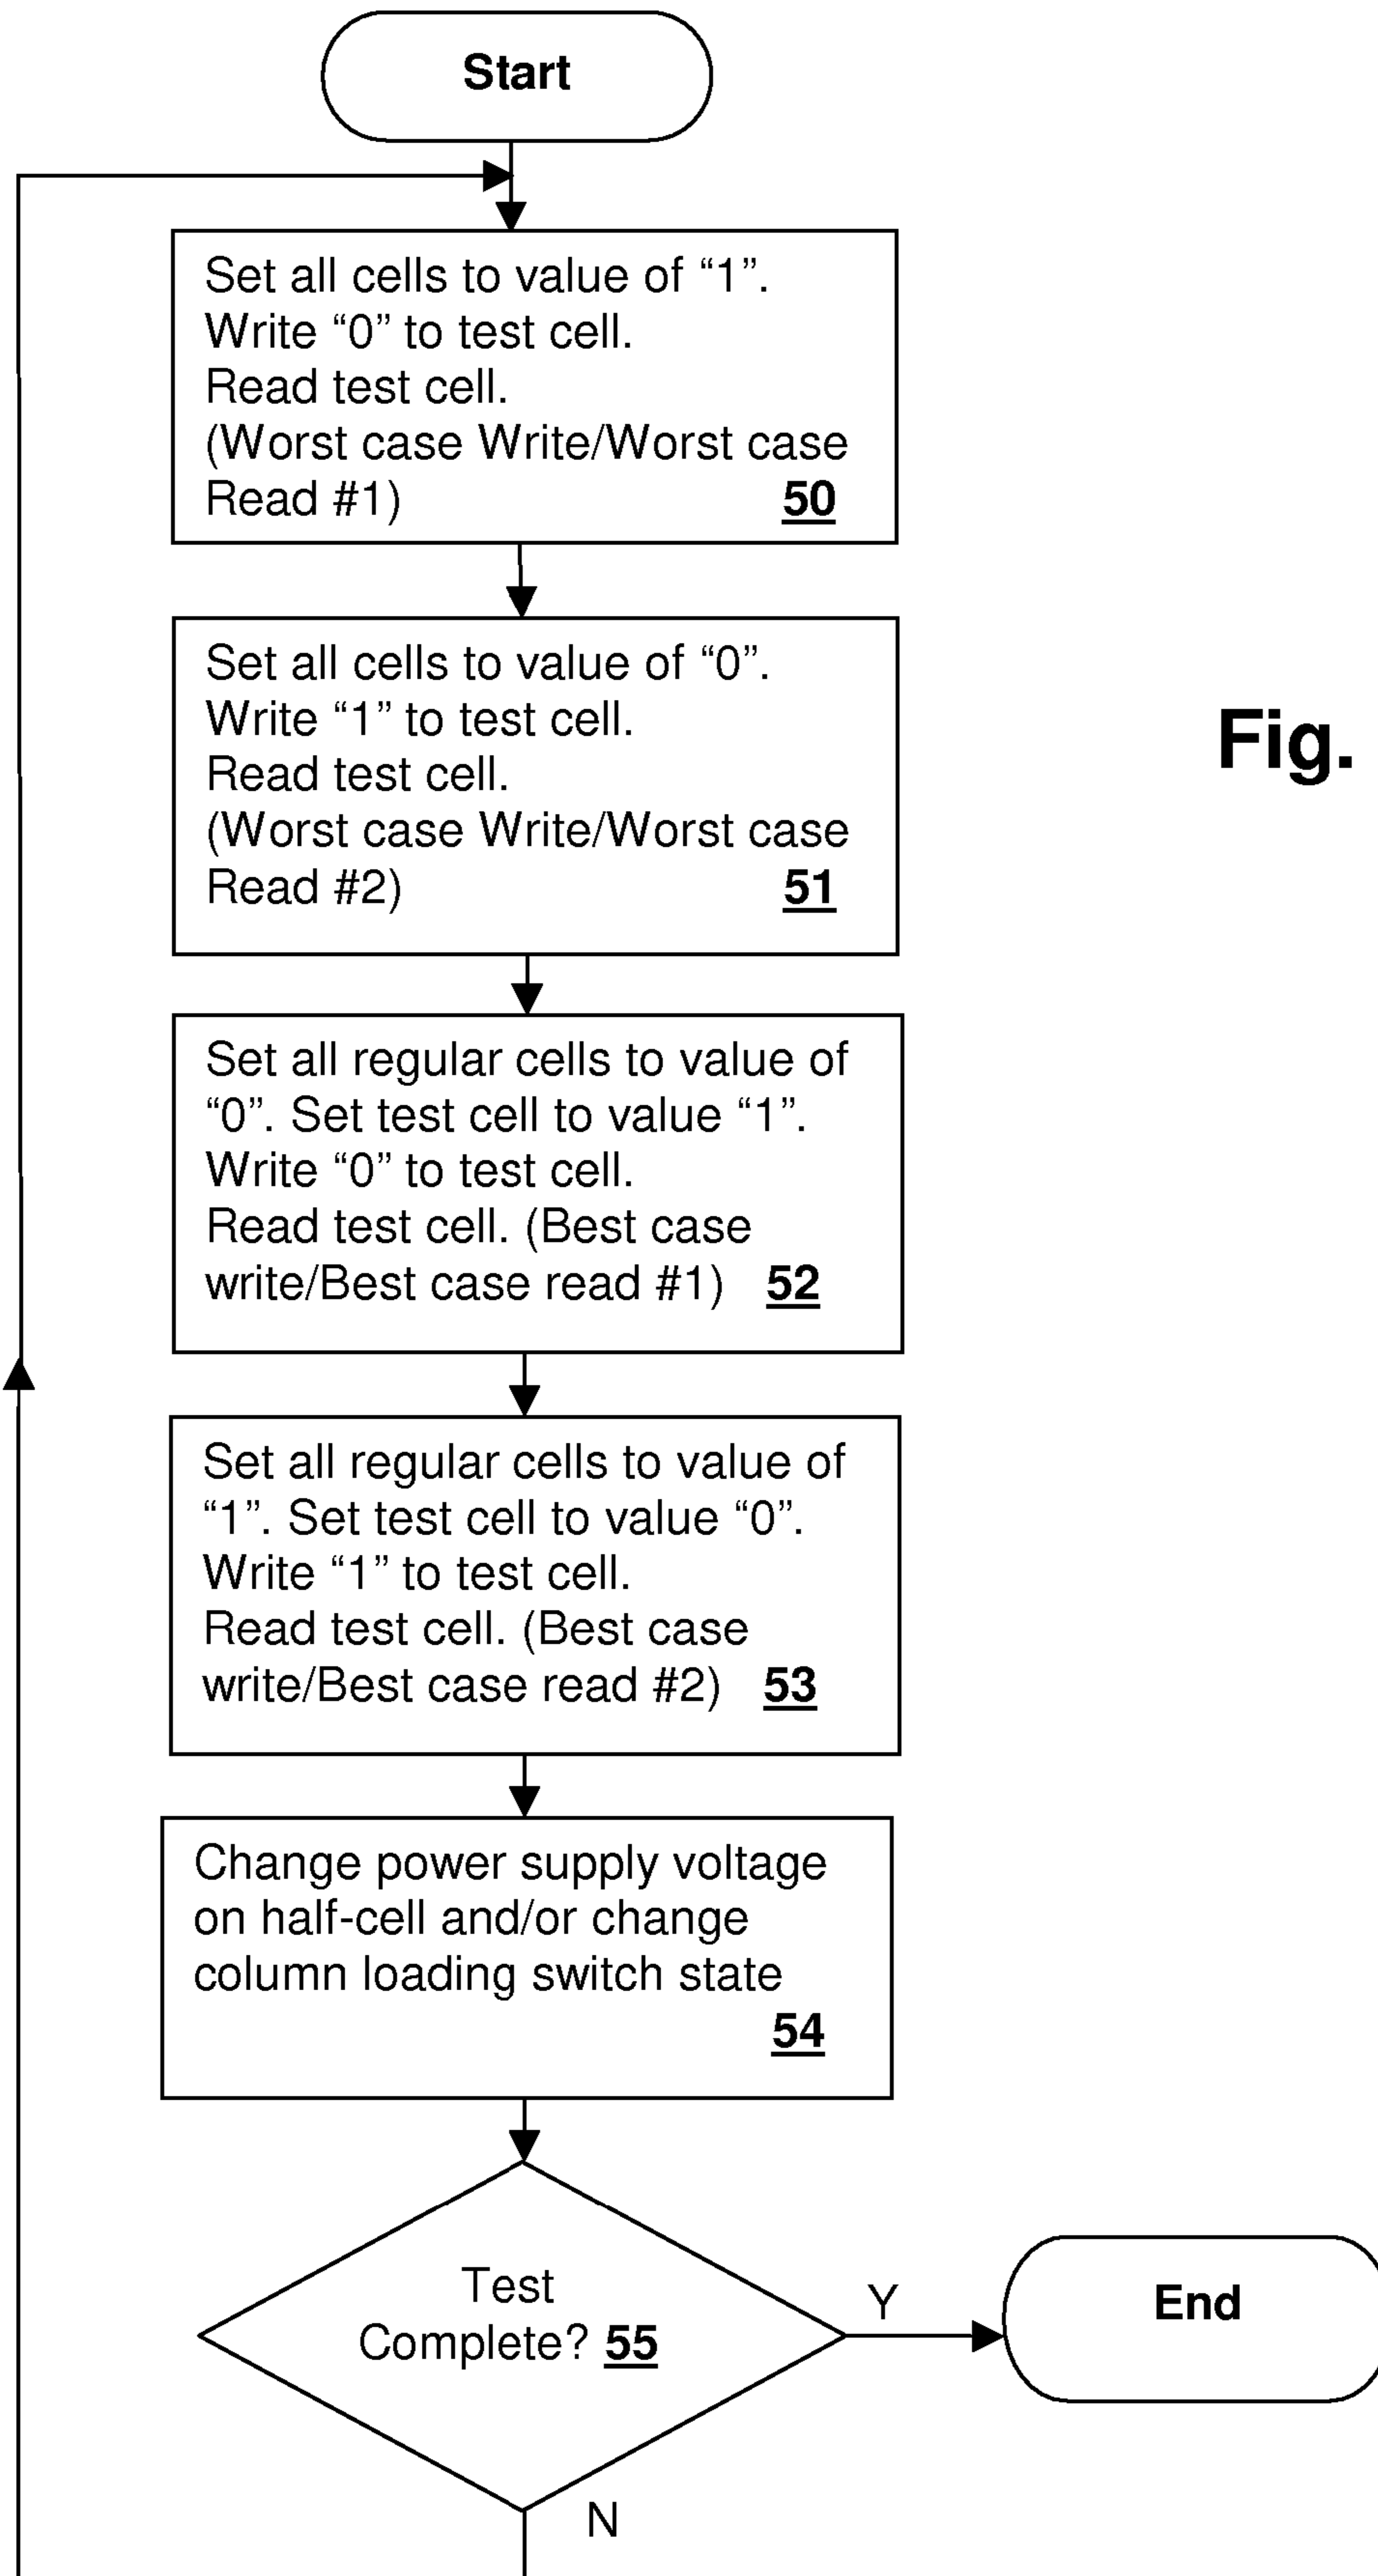 Start
Set all cells to value of “1”.
Write “0” to test cell.
Read test cell.
(Worst case Write/Worst case
Read #1) 50
Set all cells to value of “0”.
Write “1” to test cell.
Read test cell.
(Worst case Write/Worst case
Read #2) 51
Fig.
Set all regular cells to value of
“0”. Set test cell to value “1”.
Write “0” to test cell.
Read test cell. (Best case
write/Best case read #1) 52
Set all regular cells to value of
“1”. Set test cell to value “0”.
Write “1” to test cell.
Read test cell. (Best case
write/Best case read #2) 53
Change power supply voltage
on half-cell and/or change
column loading switch state
54
Test
Complete? 55
Y
End
N